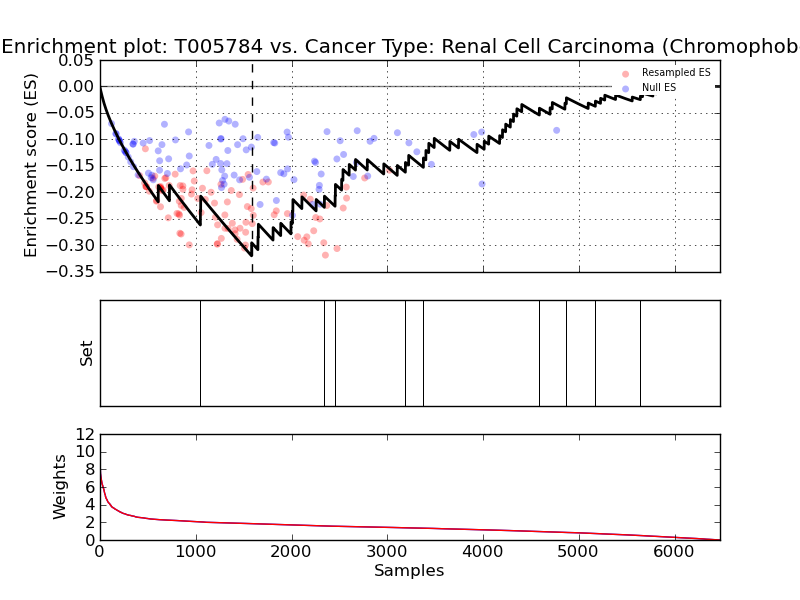 Enrichment plot: T005784 vs. Cancer Type: Renal Cell Carcinoma (Chromophob
Enrichment score (ES)
0.05
0.00
−0.05
−0.10
−0.15
−0.20
−0.25
−0.30
−0.35
Resampled ES
Null ES
Set
Weights
12
10
8
6
4
2
0
0 1000 2000 3000 4000 5000 6000
Samples